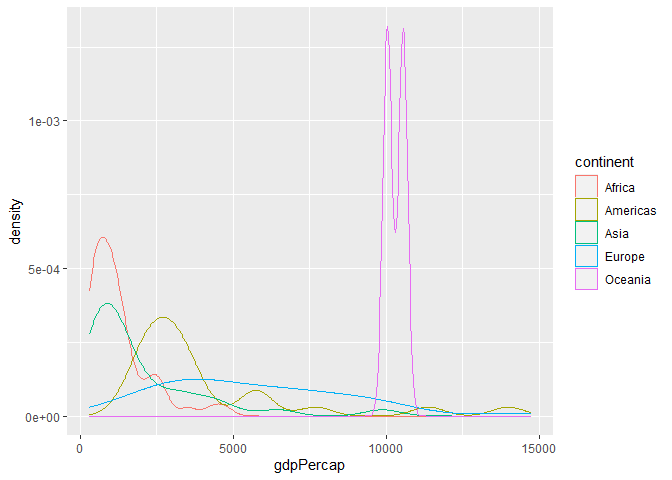 1e-03
5e-04
0e+00
density
0
5000
10000
15000
gdpPercap
continent
Africa
Americas
Asia
Europe
Oceania